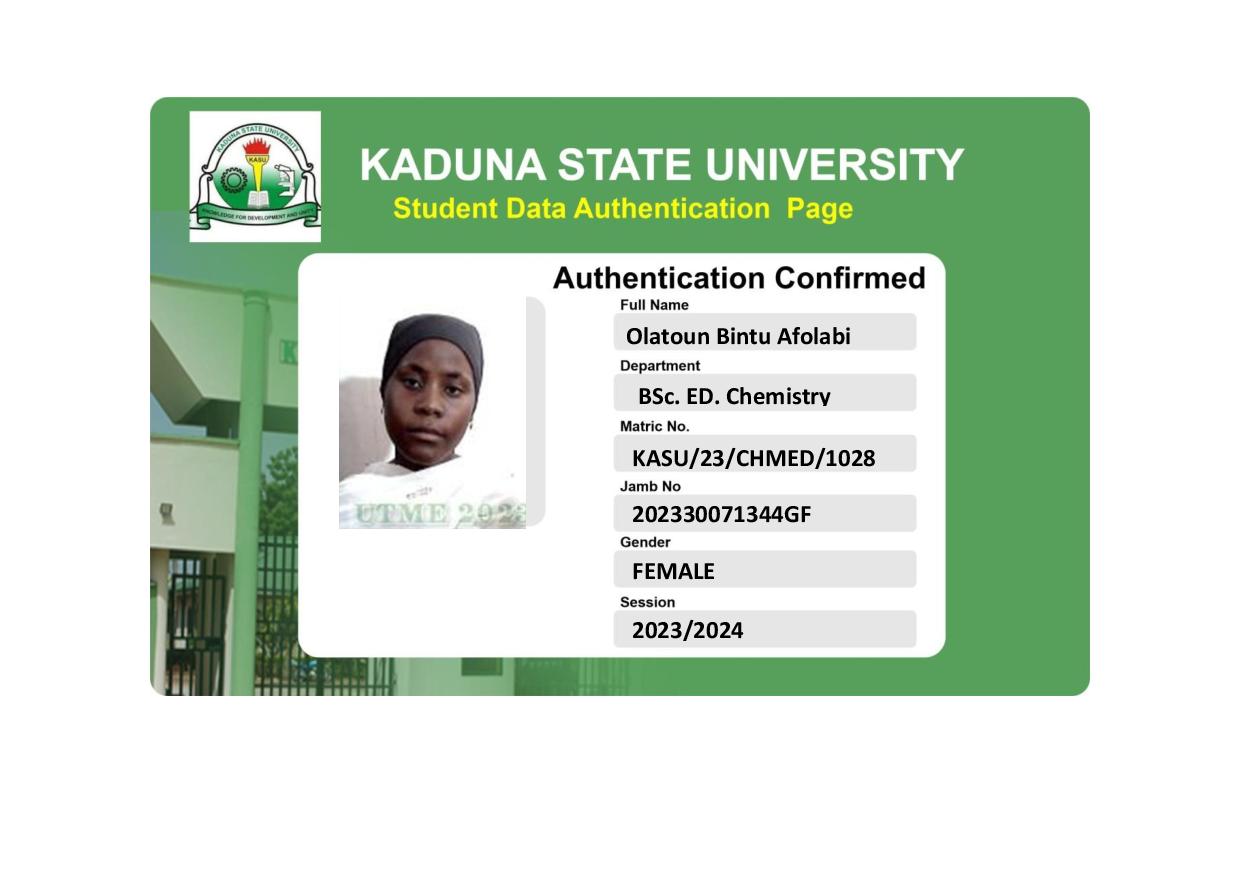 KADUNA STATE UNIVERSITY
KASU
KNOWLEDGE FOR DEVELOPMENT AND UNITY
KADUNA STATE UNIVERSITY
Student Data Authentication Page
Authentication Confirmed
Full Name
Olatoun Bintu Afolabi
Department
BSc. ED. Chemistry
Matric No.
KASU/23/CHMED/1028
Jamb No
202330071344GF
Gender
FEMALE
Session
2023/2024
UTME 2023
K